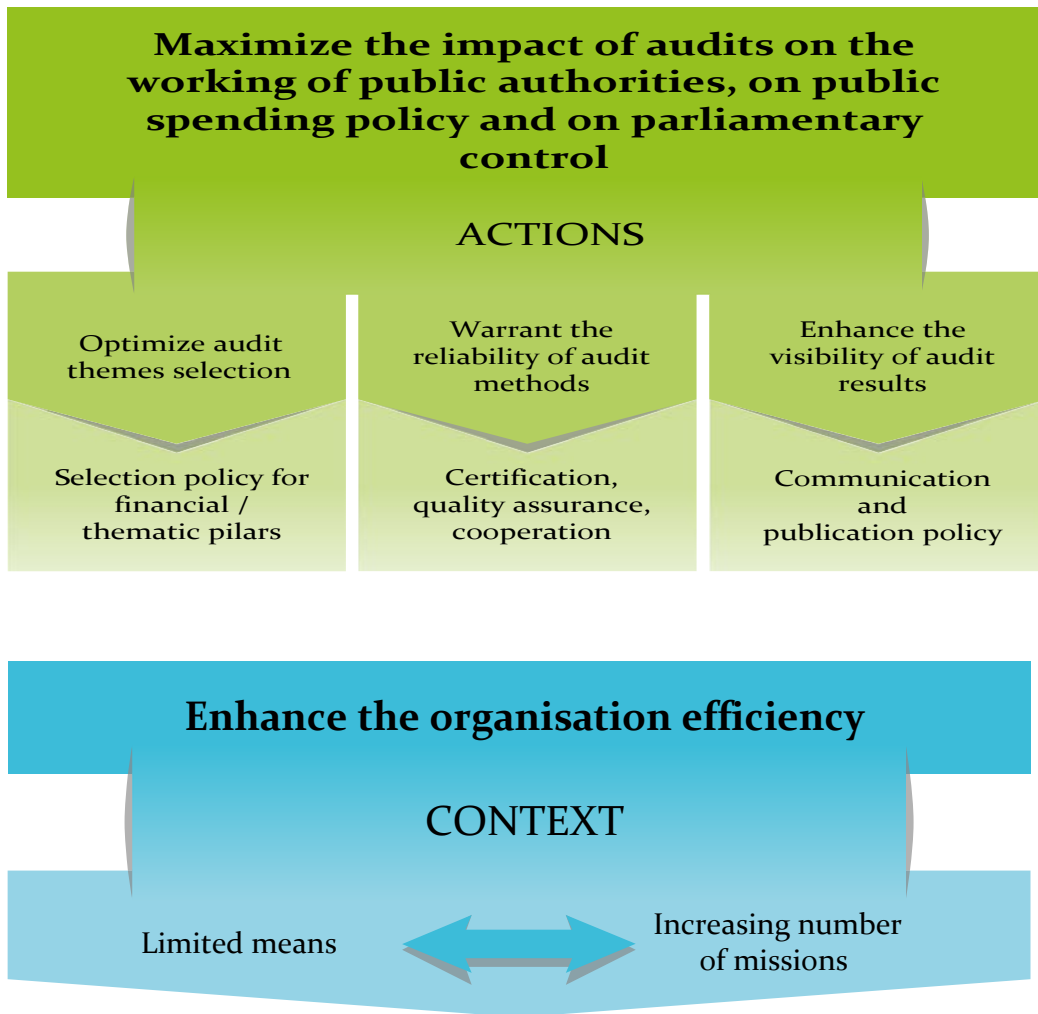 Maximize the impact of audits on the
working of public authorities, on public
spending policy and on parliamentary
control
ACTIONS
Optimize audit
themes selection
Warrant the
reliability of audit
methods
Enhance the
visibility of audit
results
Selection policy for
financial /
thematic pilars
Certification,
quality assurance,
cooperation
Communication
and
publication policy
Enhance the organisation efficiency
CONTEXT
Limited means
Increasing number
of missions